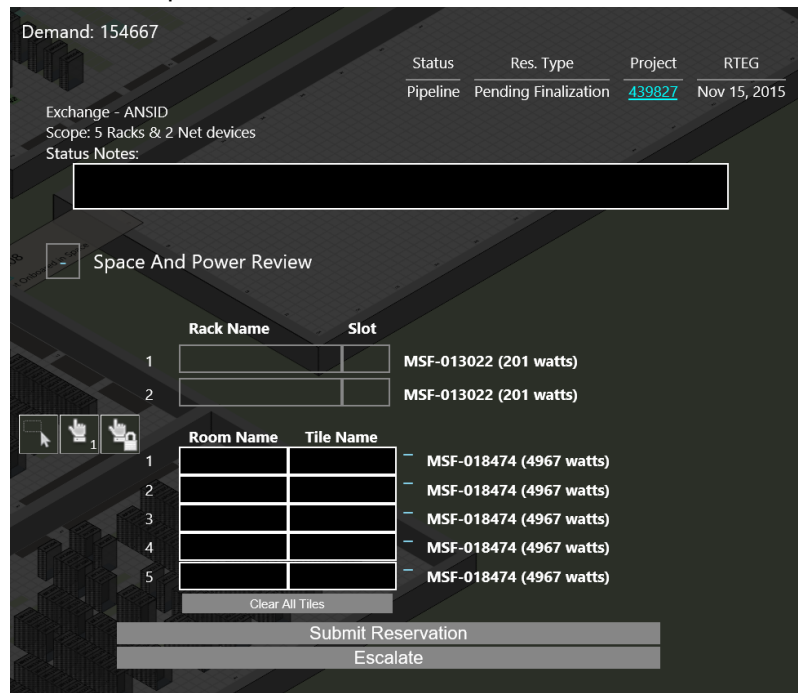 Demand: 154667
Status Res. Type Project RTEG
Pipeline Pending Finalization 439827 Nov 15, 2015
Exchange - ANSID
Scope: 5 Racks & 2 Net devices
Status Notes:
- Space And Power Review
Rack Name Slot
1 MSF-013022 (201 watts)
2 MSF-013022 (201 watts)
1
Room Name Tile Name
1 – MSF-018474 (4967 watts)
2 – MSF-018474 (4967 watts)
3 – MSF-018474 (4967 watts)
4 – MSF-018474 (4967 watts)
5 – MSF-018474 (4967 watts)
Clear All Tiles
Submit Reservation
Escalate